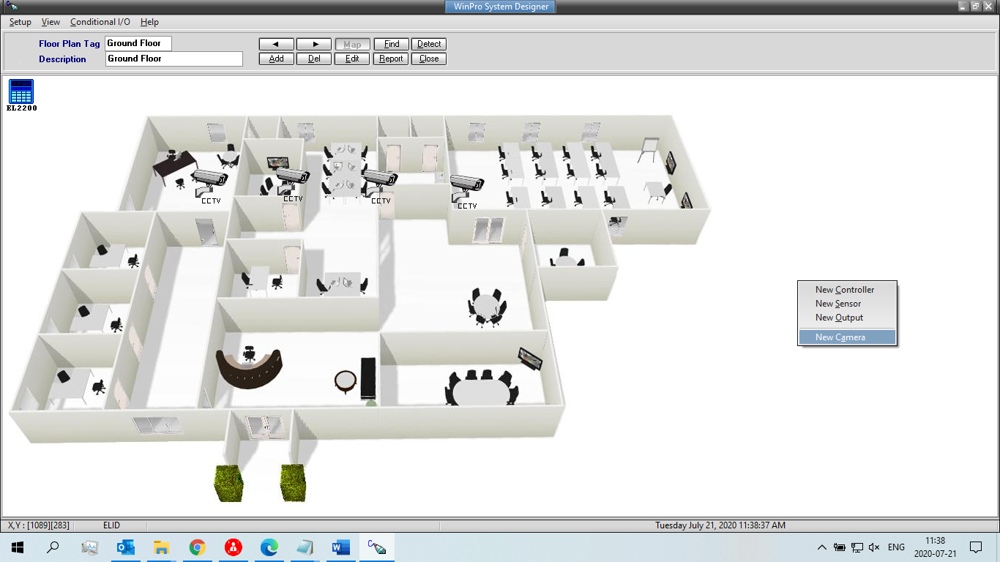 WinPro System Designer
Setup View Conditional I/O Help
Floor Plan Tag Ground Floor
Map Find Detect
Description Ground Floor
Add Del Edit Report Close
EL2200
CCTV
CCTV
CCTV
CCTV
New Controller
New Sensor
New Output
New Camera
X,Y : [1089][283] ELID Tuesday July 21, 2020 11:38:37 AM
ENG
11:38
2020-07-21